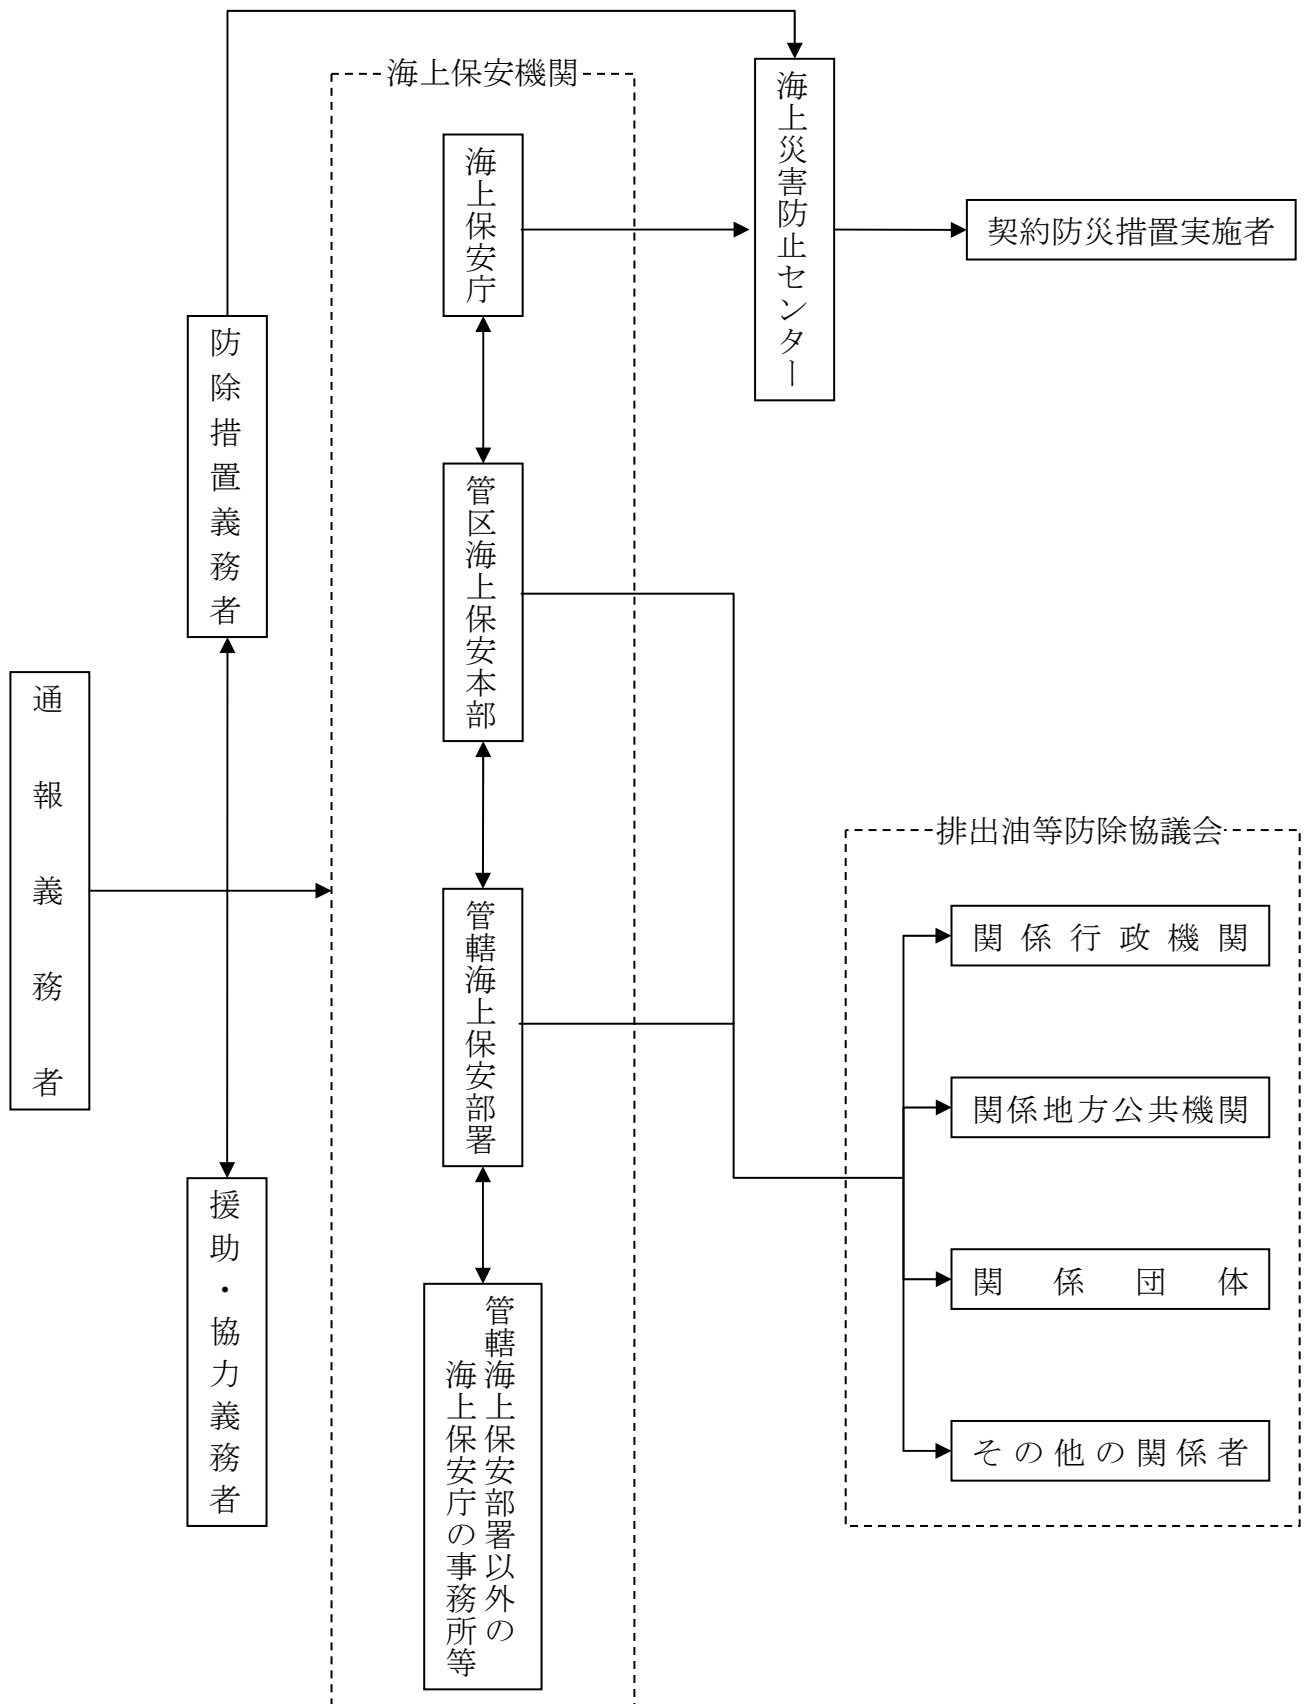 海上保安機関
海上災害防止センター
海上保安庁
契約防災措置実施者
防除措置義務者
管区海上保安本部
通報義務者
排出油等防除協議会
管轄海上保安部署
関係行政機関
関係地方公共機関
援助・協力義務者
関係団体
管轄海上保安部署以外の
海上保安庁の事務所等
その他の関係者